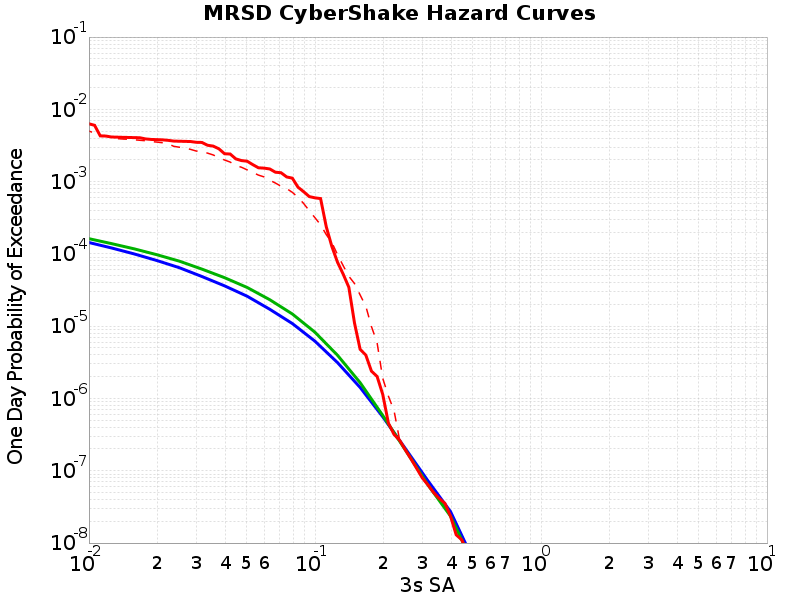 MRSD CyberShake Hazard Curves
One Day Probability of Exceedance
10-1
10-2
10-3
10-4
10-5
10-6
10-7
10-8
10-2 2 3 4 5 6 10-1 2 3 4 5 6 7 100 2 3 4 5 6 7 101
3s SA